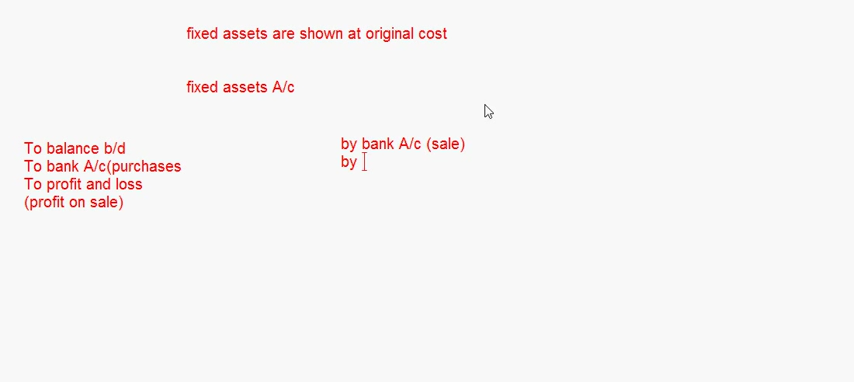 fixed assets are shown at original cost
fixed assets A/c
To balance b/d
To bank A/c(purchases
To profit and loss
(profit on sale)
by bank A/c (sale)
by